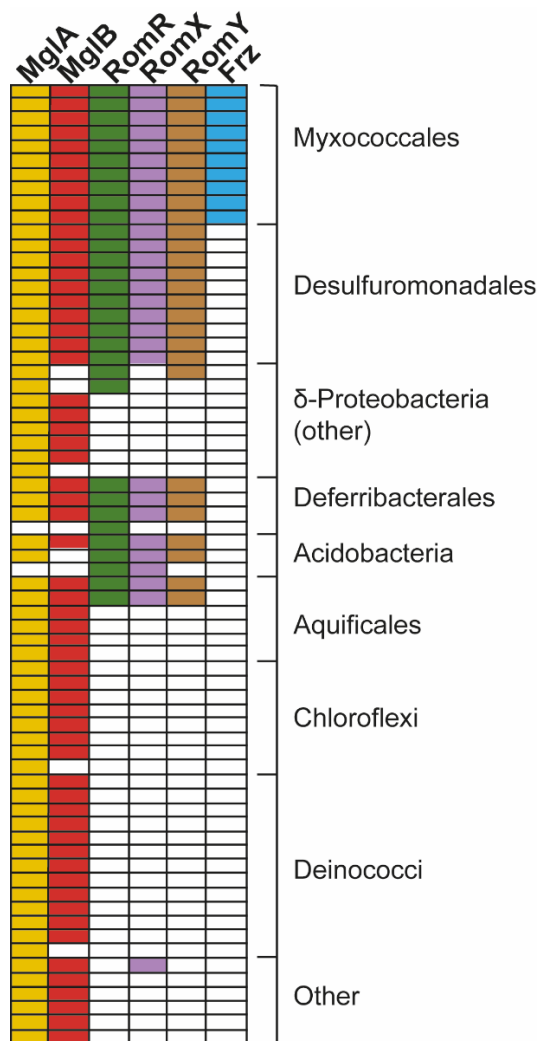 MglA
MglB
RomR
RomX
RomY
Frz
Myxococcales
Desulfuromonadales
δ-Proteobacteria
(other)
Deferribacterales
Acidobacteria
Aquificales
Chloroflexi
Deinococci
Other